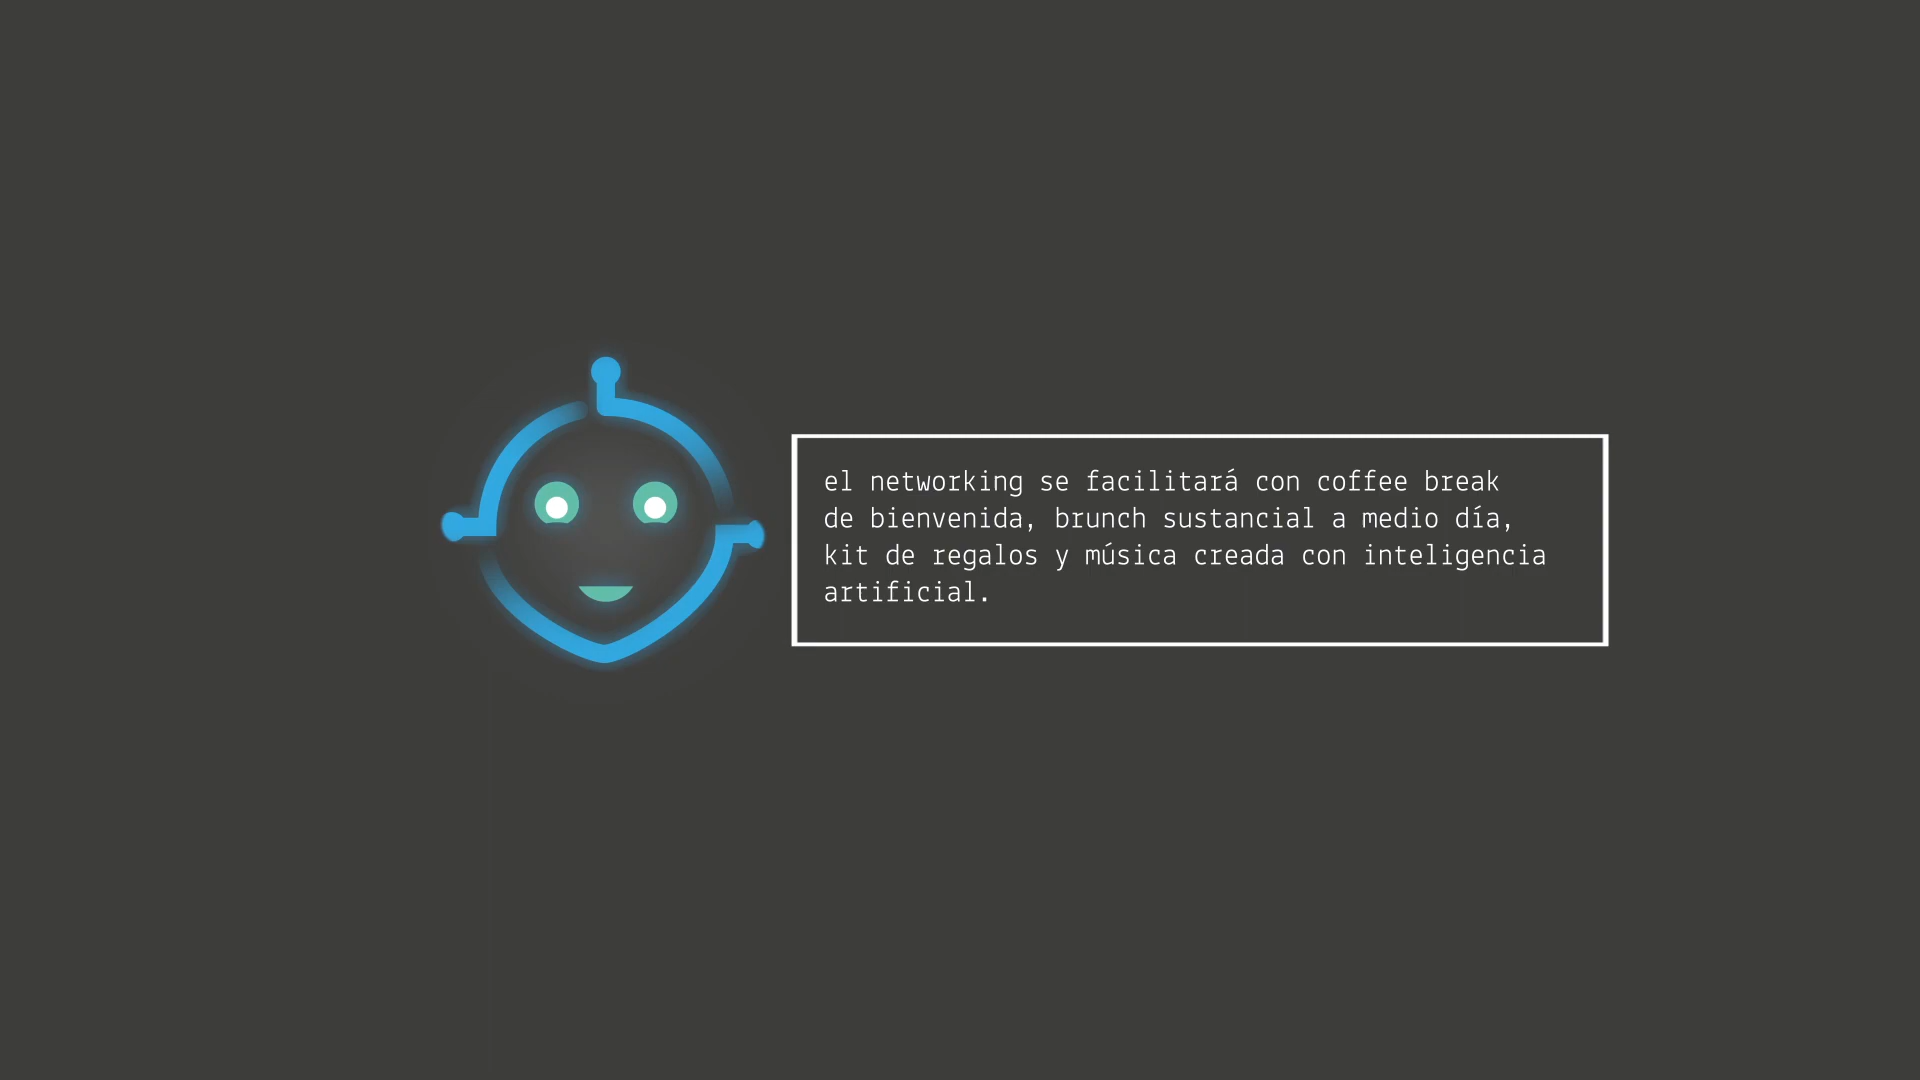 el networking se facilitará con coffee break
de bienvenida, brunch sustancial a medio día,
kit de regalos y música creada con inteligencia
artificial.